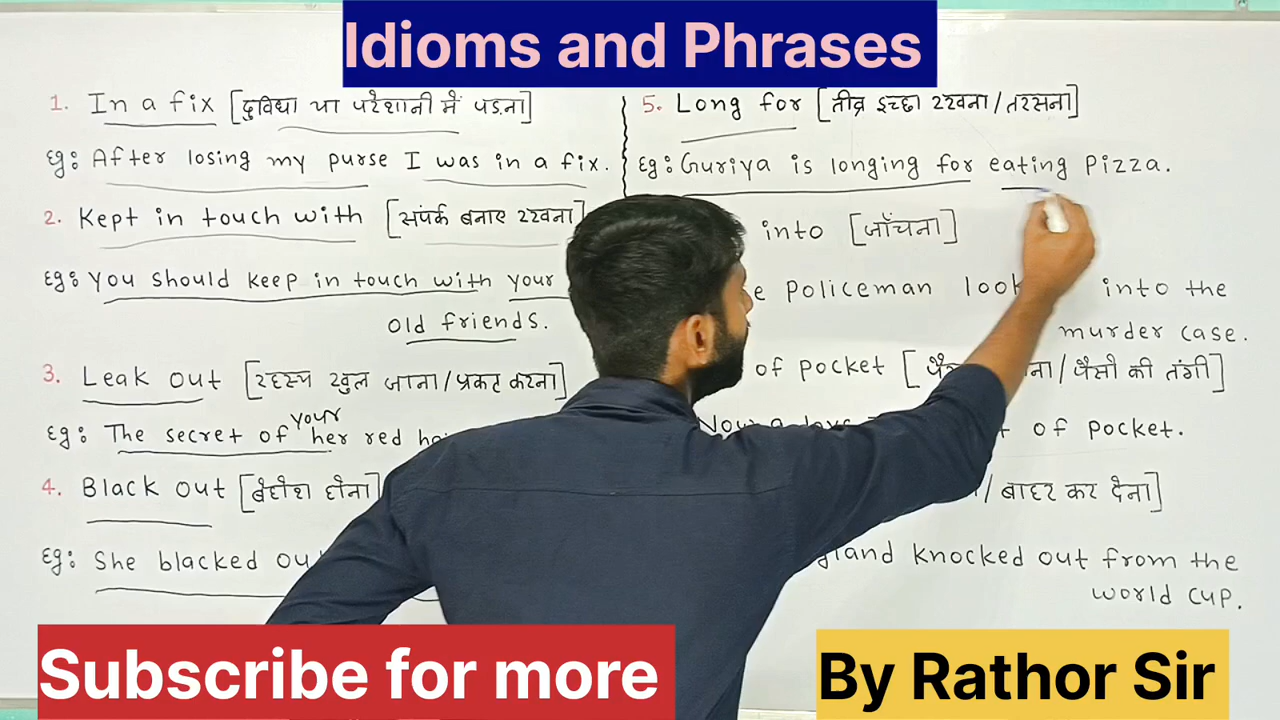 Idioms and Phrases
1. In a fix [दुविधा या परेशानी में पड़ना]
Eg: After losing my purse I was in a fix.
2. Kept in touch with [संपर्क बनाए रखना]
Eg: You should keep in touch with your
old friends.
3. Leak out [रहस्य खुल जाना/प्रकट करना]
your
Eg: The secret of her red
4. Black out [बेहोश होना]
Eg: She blacked
5. Long for [तीव्र इच्छा रखना/तरसना]
Eg: Guriya is longing for eating Pizza.
into [जाँचना]
Policeman into the
murder case.
of pocket [ /पैसो की तंगी]
of pocket.
/ बाहर कर देना]
knocked out from the
world cup.
Subscribe for more
By Rathor Sir